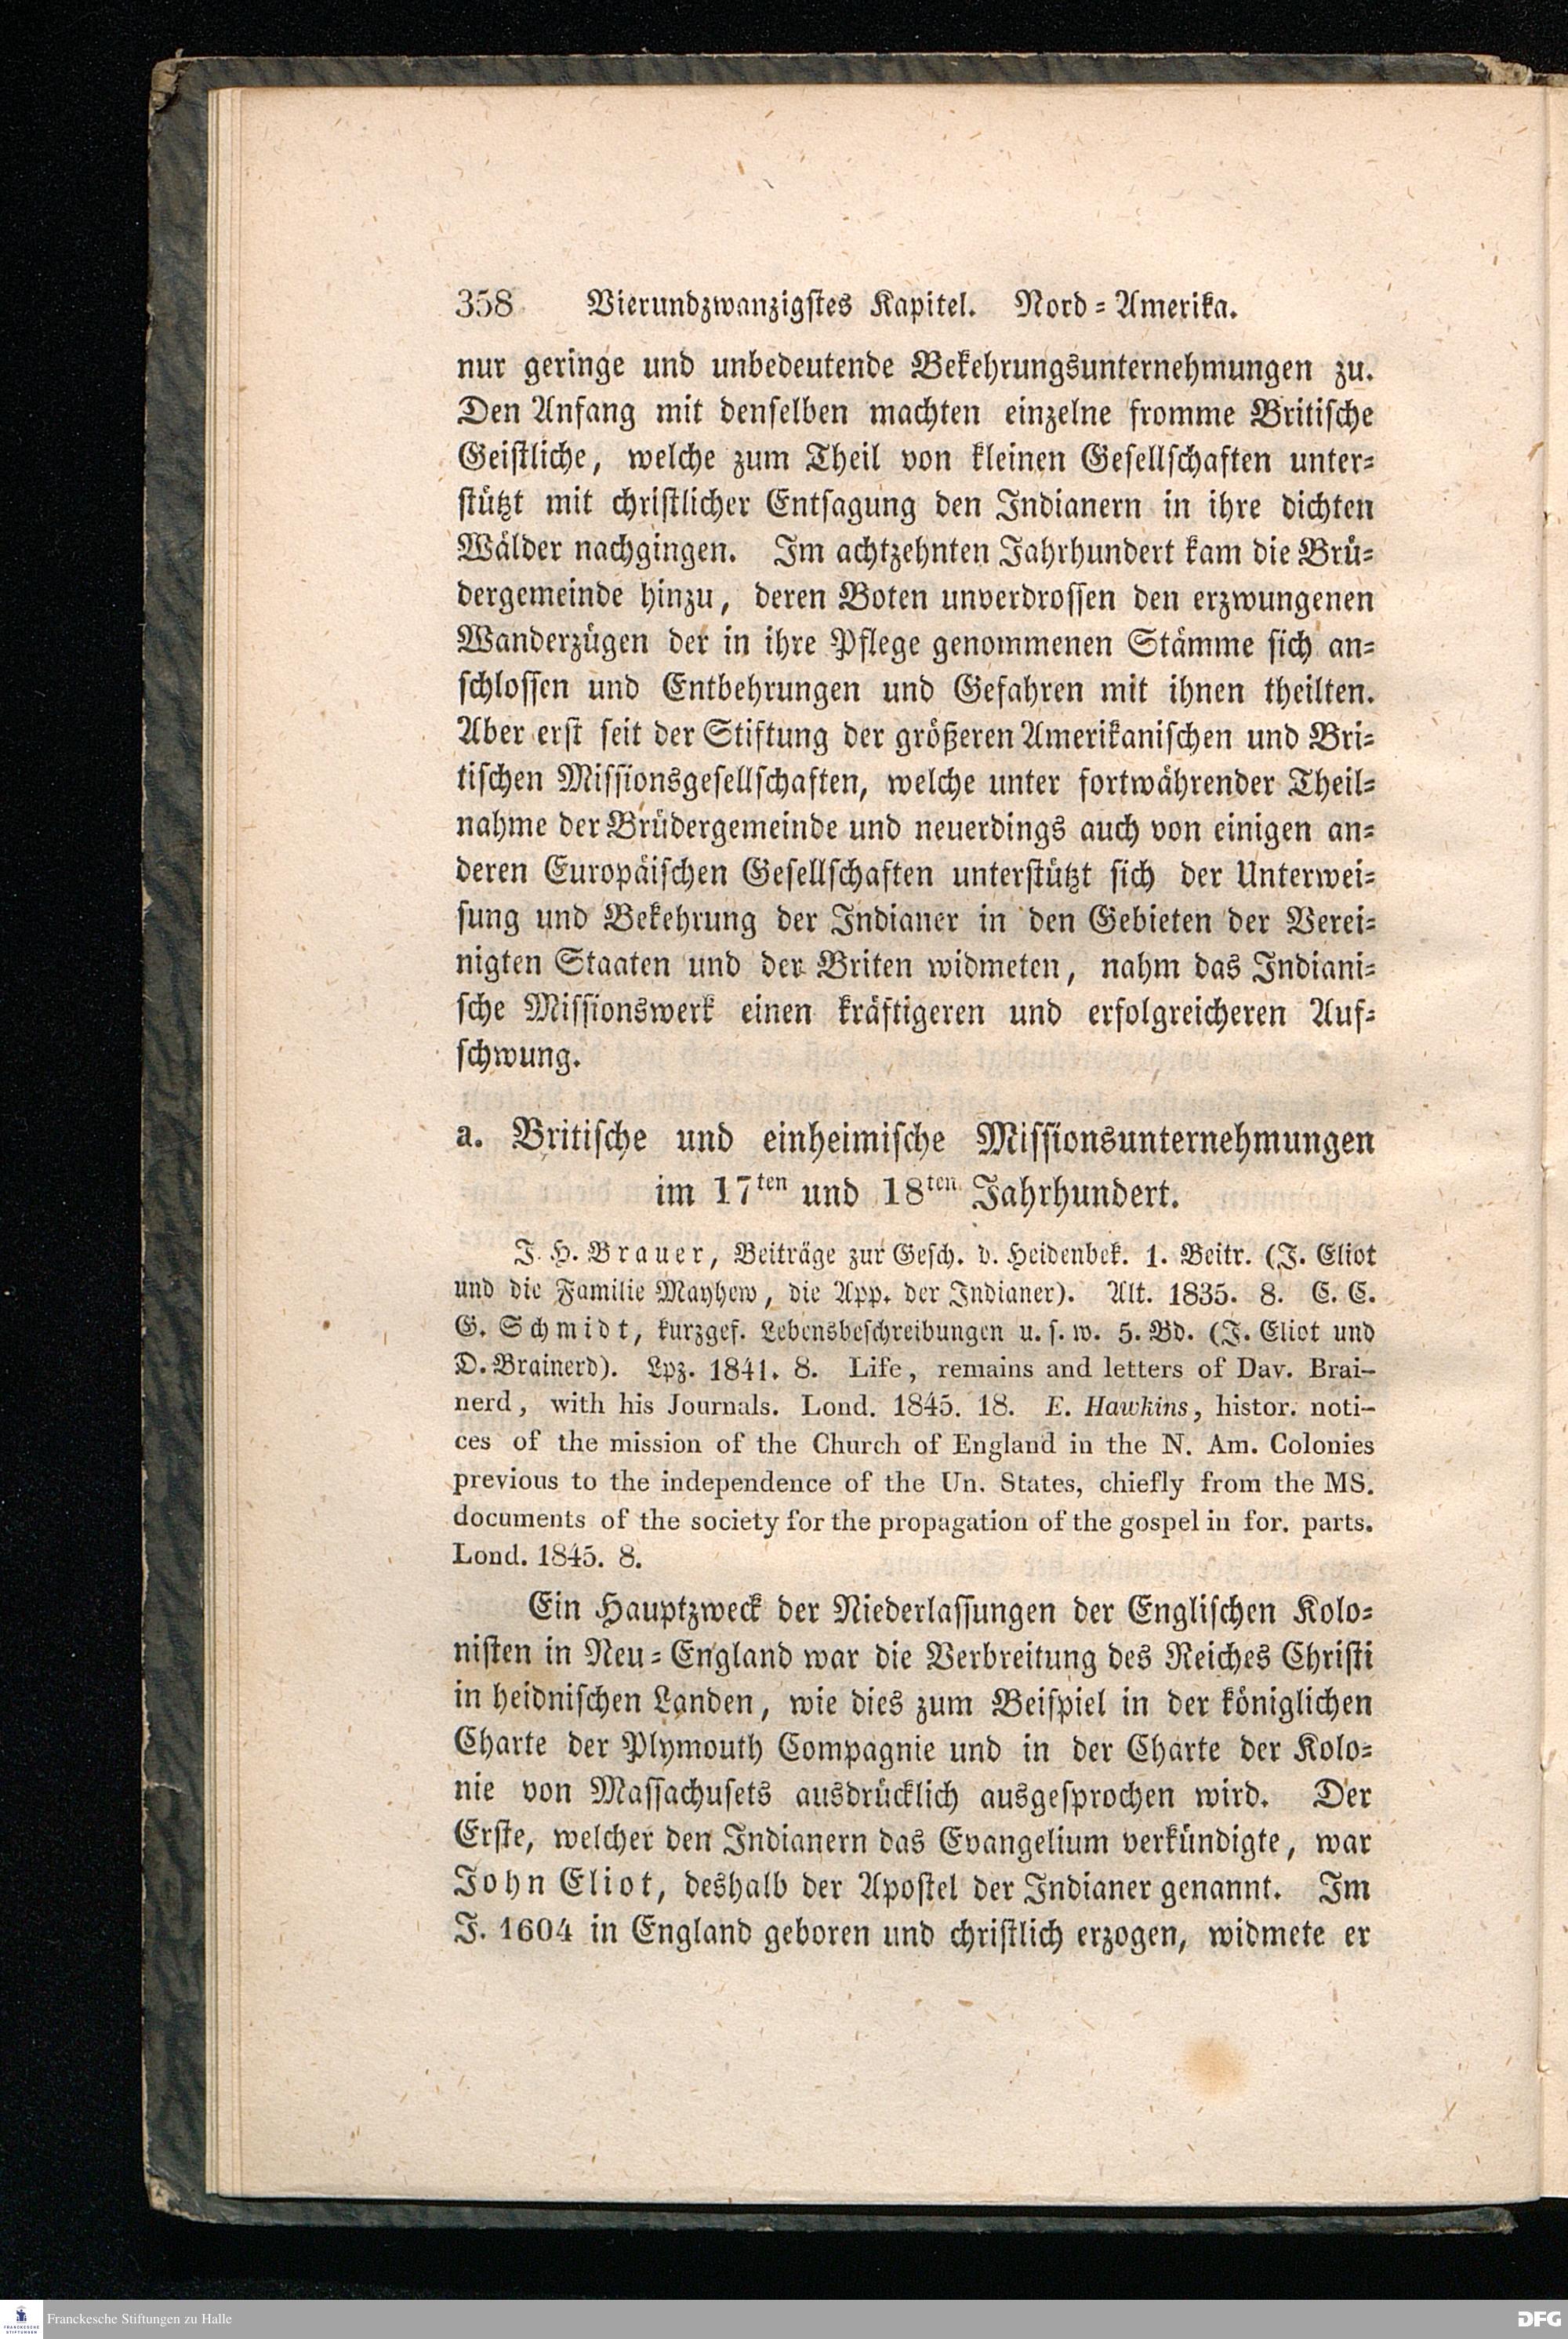 358 Vierundzwanzigstes Kapitel. Nord=Amerika.
nur geringe und unbedeutende Bekehrungsunternehmungen zu.
Den Anfang mit denselben machten einzelne fromme Britische
Geistliche, welche zum Theil von kleinen Gesellschaften unter=
stützt mit christlicher Entsagung den Indianern in ihre dichten
Wälder nachgingen. Im achtzehnten Jahrhundert kam die Brü=
dergemeinde hinzu, deren Boten unverdrossen den erzwungenen
Wanderzügen der in ihre Pflege genommenen Stämme sich an=
schlossen und Entbehrungen und Gefahren mit ihnen theilten.
Aber erst seit der Stiftung der größeren Amerikanischen und Bri=
tischen Missionsgesellschaften, welche unter fortwährender Theil=
nahme der Brüdergemeinde und neuerdings auch von einigen an=
deren Europäischen Gesellschaften unterstützt sich der Unterwei=
sung und Bekehrung der Indianer in den Gebieten der Verei=
nigten Staaten und der Briten widmeten, nahm das Indiani=
sche Missionswerk einen kräftigeren und erfolgreicheren Auf=
schwung.
a. Britische und einheimische Missionsunternehmungen
im 17ten und 18ten Jahrhundert.
J. H. Brauer, Beiträge zur Gesch. v. Heidenbek. 1. Beitr. (J. Eliot
und die Familie Mayhew, die App. der Indianer). Alt. 1835. 8. C. C.
G. Schmidt, kurzgef. Lebensbeschreibungen u. s. w. 5. Bd. (J. Eliot und
D. Brainerd). Lpz. 1841. 8. Life, remains and letters of Dav. Brai-
nerd, with his Journals. Lond. 1845. 18. E. Hawkins, histor. noti-
ces of the mission of the Church of England in the N. Am. Colonies
previous to the independence of the Un. States, chiefly from the MS.
documents of the society for the propagation of the gospel in for. parts.
Lond. 1845. 8.
Ein Hauptzweck der Niederlassungen der Englischen Kolo=
nisten in Neu=England war die Verbreitung des Reiches Christi
in heidnischen Landen, wie dies zum Beispiel in der königlichen
Charte der Plymouth Compagnie und in der Charte der Kolo=
nie von Massachusets ausdrücklich ausgesprochen wird. Der
Erste, welcher den Indianern das Evangelium verkündigte, war
John Eliot, deshalb der Apostel der Indianer genannt. Im
J. 1604 in England geboren und christlich erzogen, widmete er
FRANCKESCHE
STIFTUNGEN
Franckesche Stiftungen zu Halle
DFG